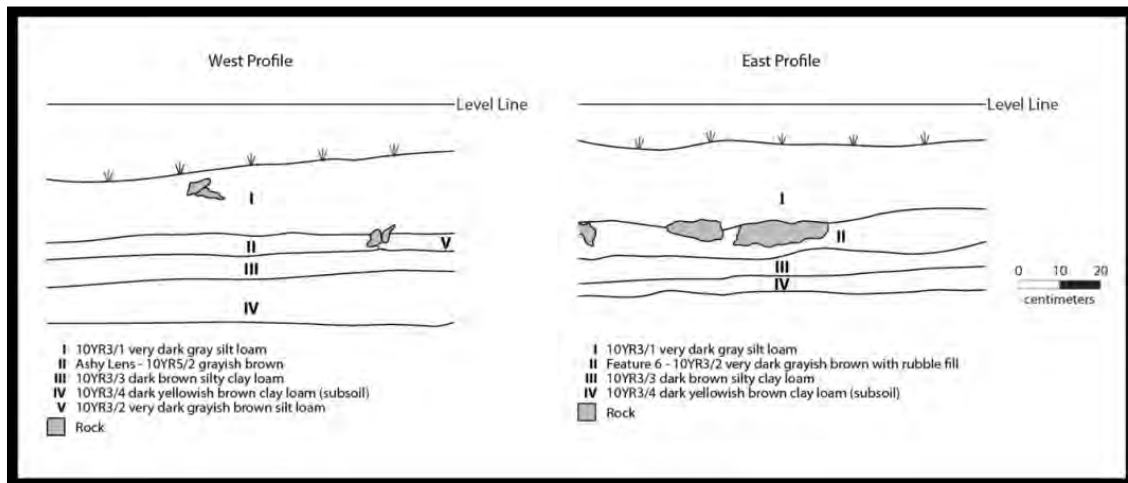 West Profile
Level Line
I
II
V
III
IV
I 10YR3/1 very dark gray silt loam
II Ashy Lens - 10YR5/2 grayish brown
III 10YR3/3 dark brown silty clay loam
IV 10YR3/4 dark yellowish brown clay loam (subsoil)
V 10YR3/2 very dark grayish brown silt loam
Rock
East Profile
Level Line
I
II
III
IV
0 10 20
centimeters
I 10YR3/1 very dark gray silt loam
II Feature 6 - 10YR3/2 very dark grayish brown with rubble fill
III 10YR3/3 dark brown silty clay loam
IV 10YR3/4 dark yellowish brown clay loam (subsoil)
Rock